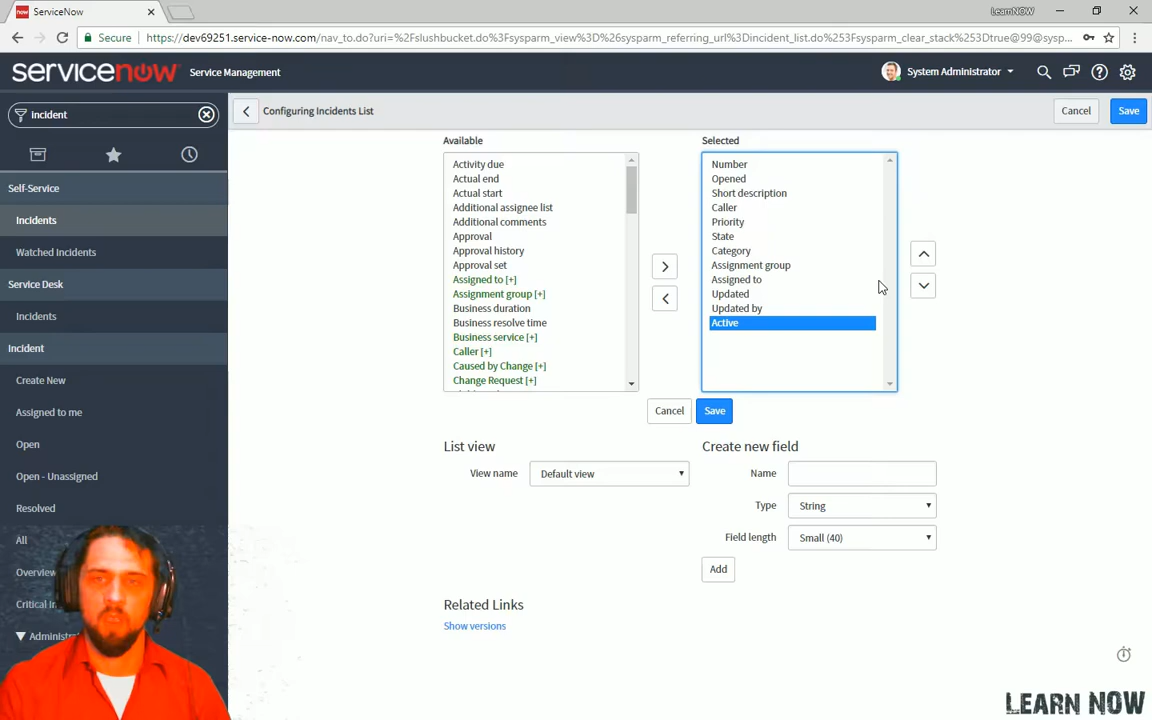 now ServiceNow
LearnNOW
Secure
https://dev69251.service-now.com/nav_to.do?uri=%2Fslushbucket.do%3Fsysparm_view%3D%26sysparm_referring_url%3Dincident_list.do%253Fsysparm_clear_stack%253Dtrue@99@sysp...
servicenow
Service Management
System Administrator
Incident
Configuring Incidents List
Cancel
Save
Self-Service
Incidents
Watched Incidents
Service Desk
Incidents
Incident
Create New
Assigned to me
Open
Open - Unassigned
Resolved
All
Overview
Critical In
Administra
Available
Activity due
Actual end
Actual start
Additional assignee list
Additional comments
Approval
Approval history
Approval set
Assigned to [+]
Assignment group [+]
Business duration
Business resolve time
Business service [+]
Caller [+]
Caused by Change [+]
Change Request [+]
Selected
Number
Opened
Short description
Caller
Priority
State
Category
Assignment group
Assigned to
Updated
Updated by
Active
Cancel
Save
List view
View name
Default view
Create new field
Name
Type
String
Field length
Small (40)
Add
Related Links
Show versions
LEARN NOW